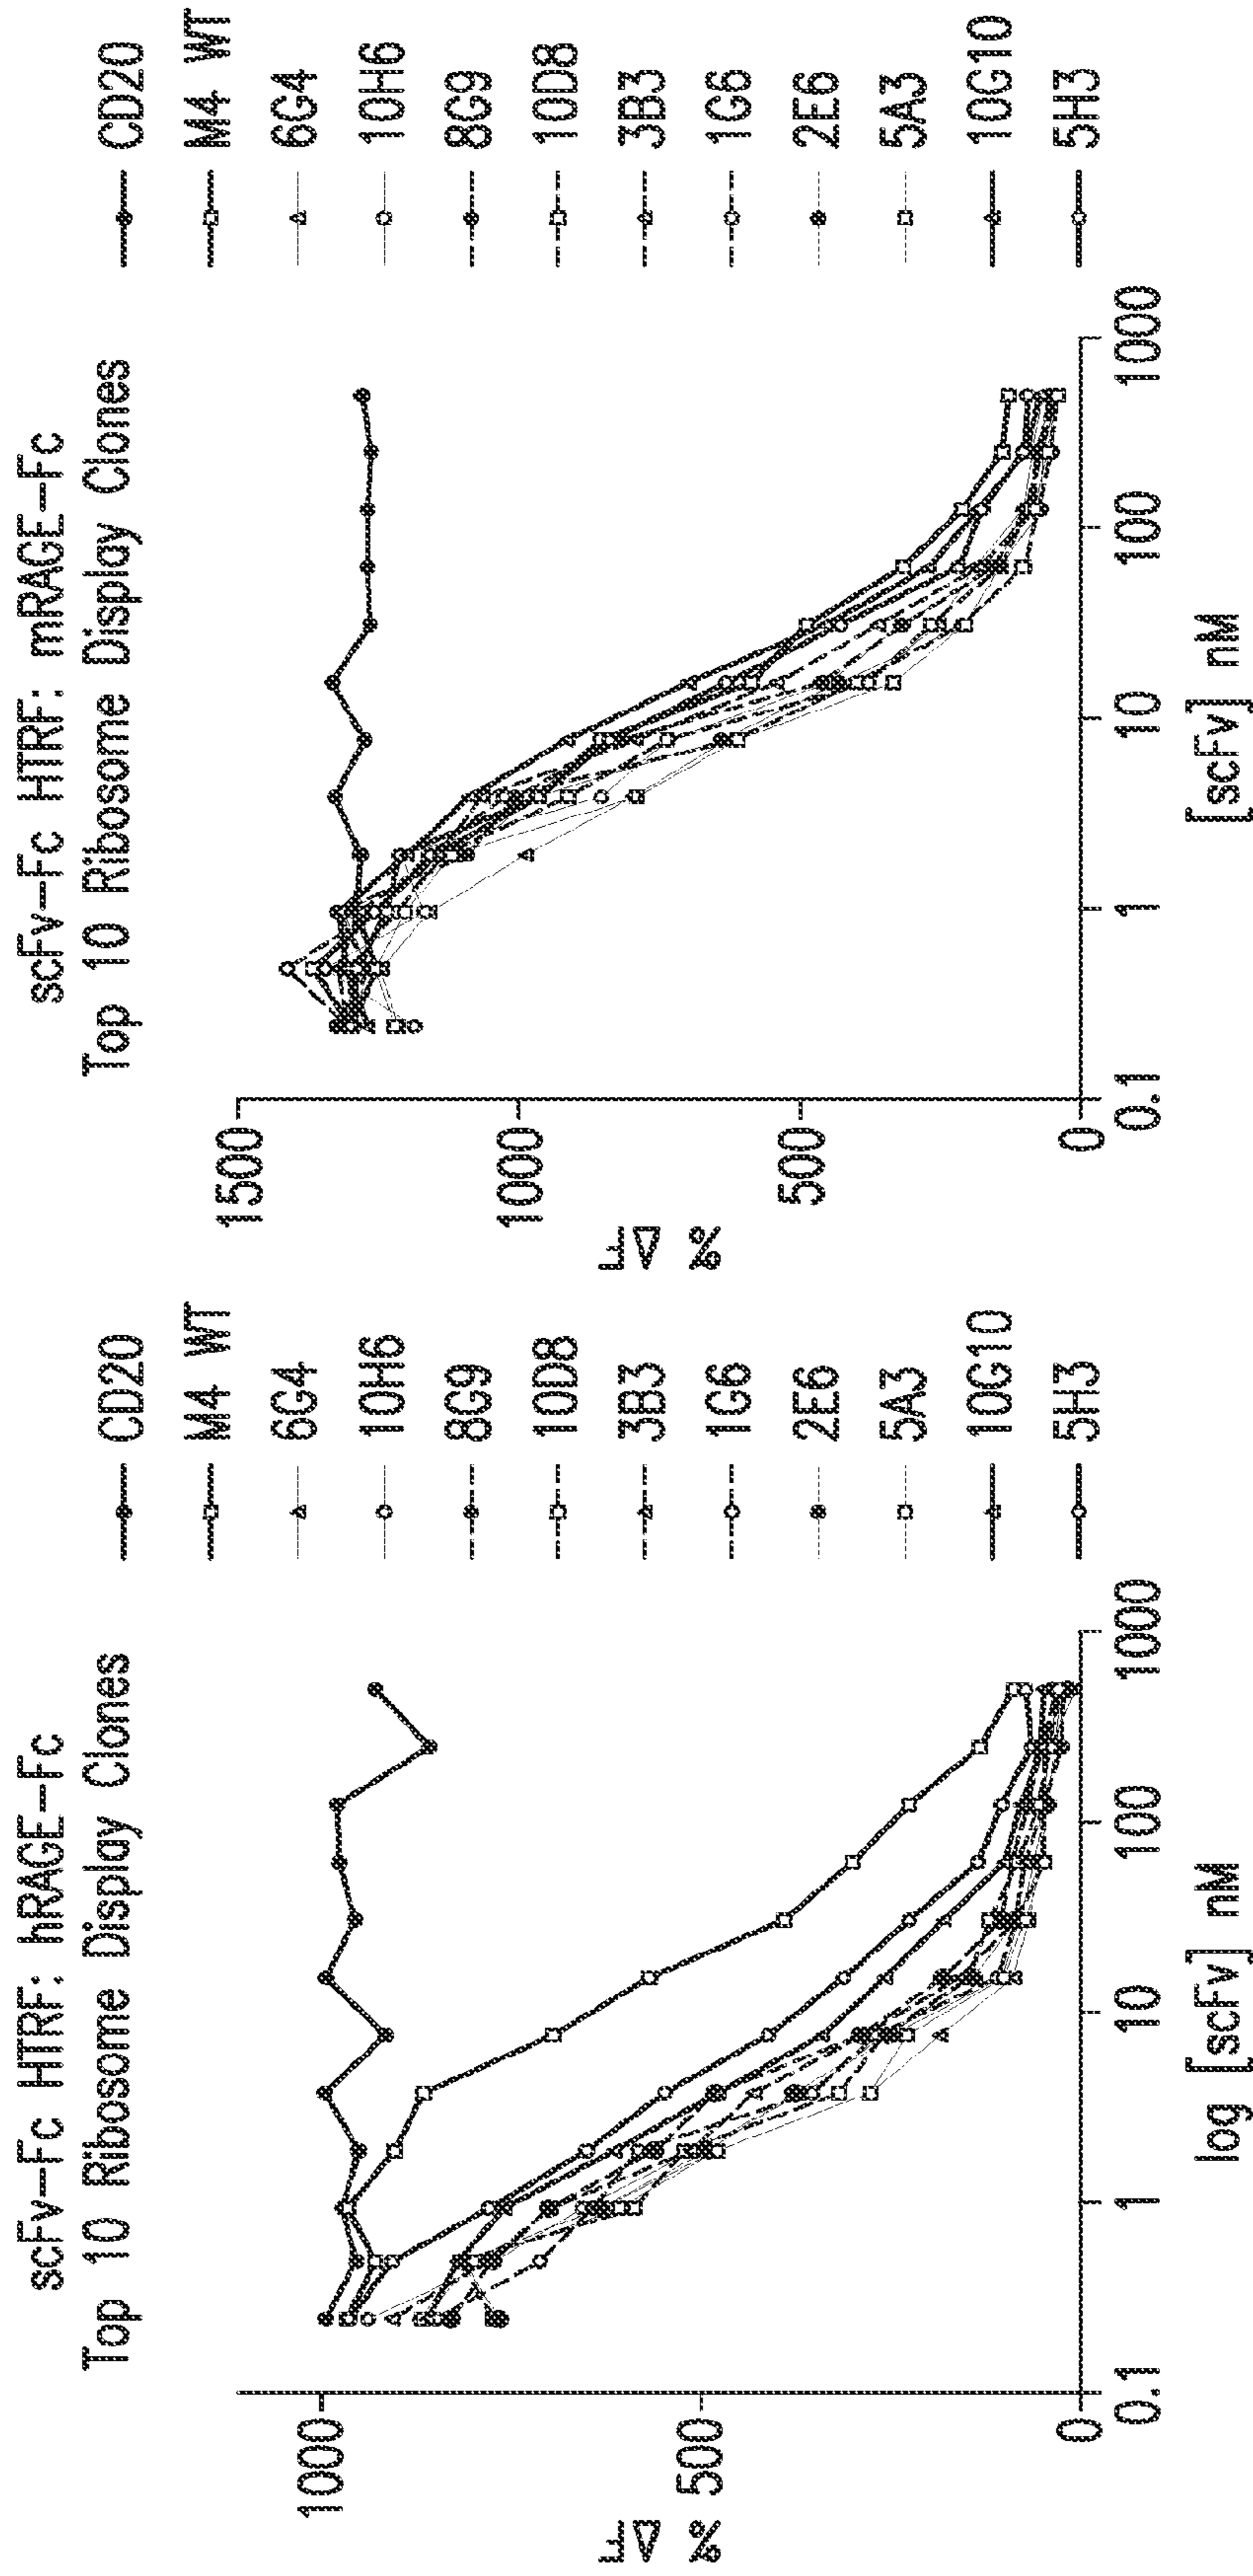 scFv-Fc HTRF: hRAGE-Fc
Top 10 Ribosome Display Clones
% ΔF
1000
500
0
0.1
1
10
100
1000
log [scFv] nM
CD20
M4 WT
6G4
10H6
8G9
10D8
3B3
1G6
2E6
5A3
10G10
5H3
scFv-Fc HTRF: mRAGE-Fc
Top 10 Ribosome Display Clones
% ΔF
1500
1000
500
0
0.1
1
10
100
1000
[scFv] nM
CD20
M4 WT
6G4
10H6
8G9
10D8
3B3
1G6
2E6
5A3
10G10
5H3